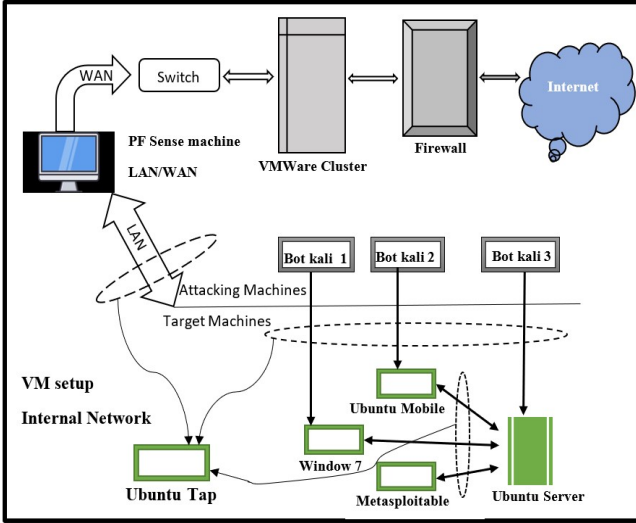 WAN
Switch
Internet
PF Sense machine
LAN/WAN
VMWare Cluster
Firewall
LAN
Bot kali 1
Bot kali 2
Bot kali 3
Attacking Machines
Target Machines
VM setup
Internal Network
Ubuntu Mobile
Window 7
Ubuntu Tap
Metasploitable
Ubuntu Server